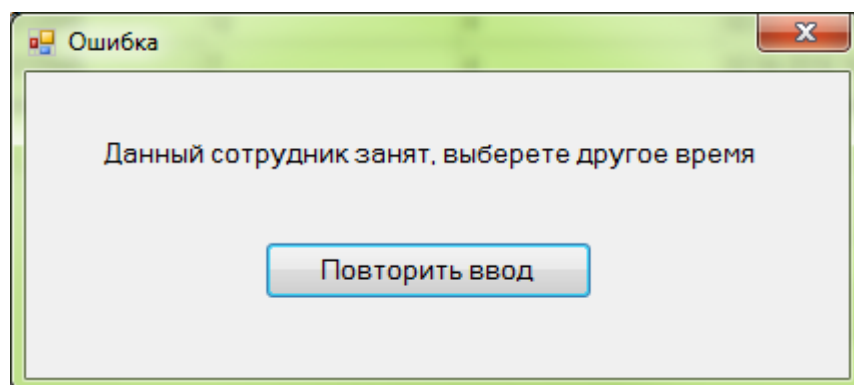 Ошибка
Данный сотрудник занят, выберете другое время
Повторить ввод